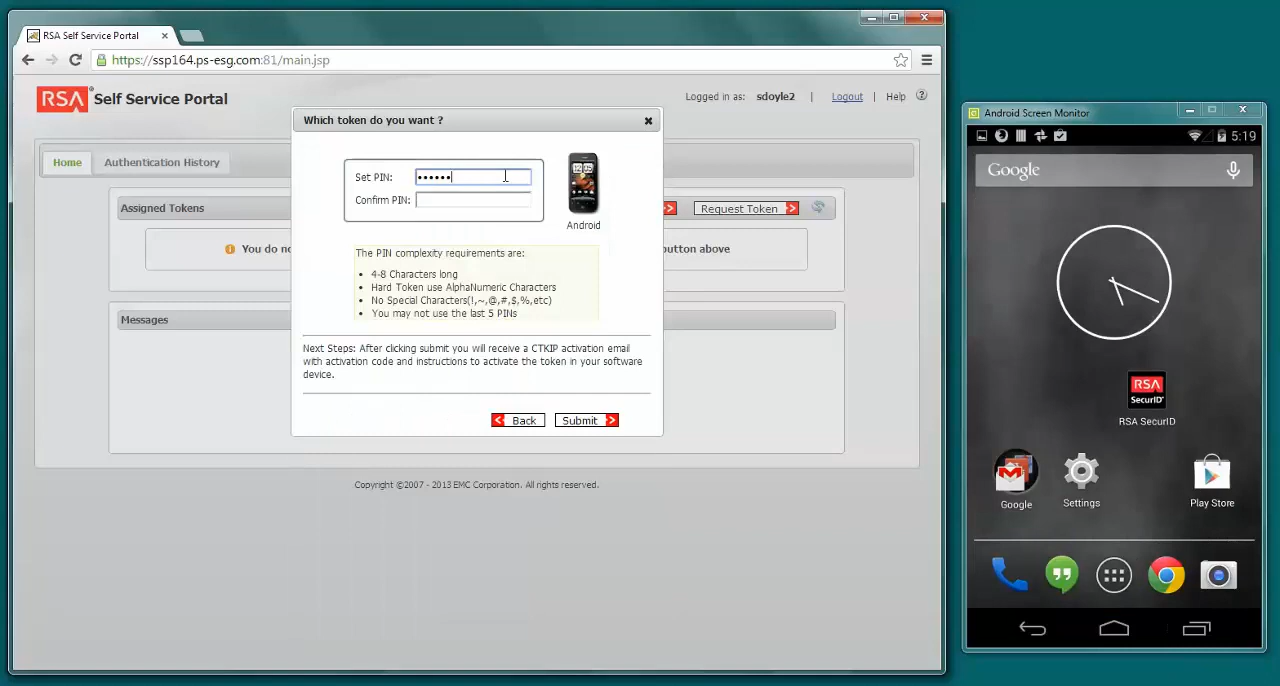 RSA Self Service Portal
https://ssp164.ps-esg.com:81/main.jsp
RSA® Self Service Portal
Logged in as: sdoyle2 | Logout | Help ?
Home
Authentication History
Assigned Tokens
Request Token
You do no
button above
Messages
Which token do you want ?
Set PIN: ••••••
Confirm PIN:
Android
The PIN complexity requirements are:
• 4-8 Characters long
• Hard Token use AlphaNumeric Characters
• No Special Characters(!,~,@,#,$,%,etc)
• You may not use the last 5 PINs
Next Steps: After clicking submit you will receive a CTKIP activation email
with activation code and instructions to activate the token in your software
device.
Back
Submit
Copyright ©2007 - 2013 EMC Corporation. All rights reserved.
Android Screen Monitor
5:19
Google
RSA
SecurID
RSA SecurID
Google
Settings
Play Store